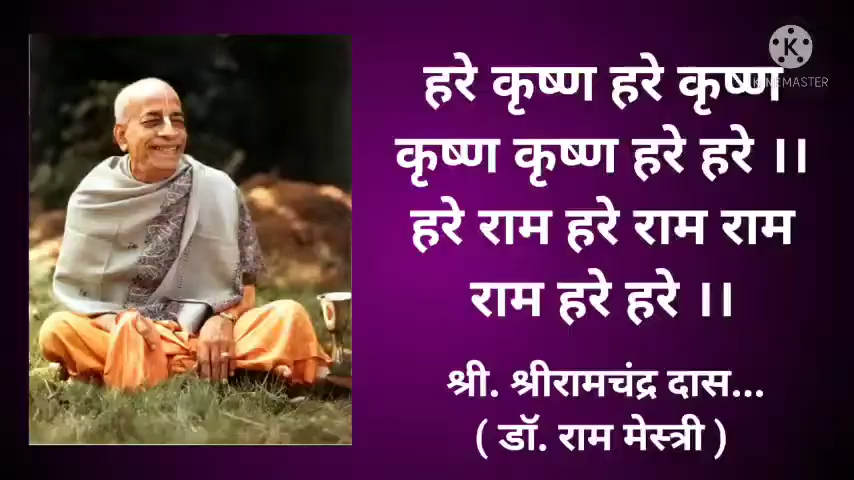 हरे कृष्ण हरे कृष्ण
कृष्ण कृष्ण हरे हरे ।।
हरे राम हरे राम राम
राम हरे हरे ।।
श्री. श्रीरामचंद्र दास...
( डॉ. राम मेस्त्री )
K
KINEMASTER